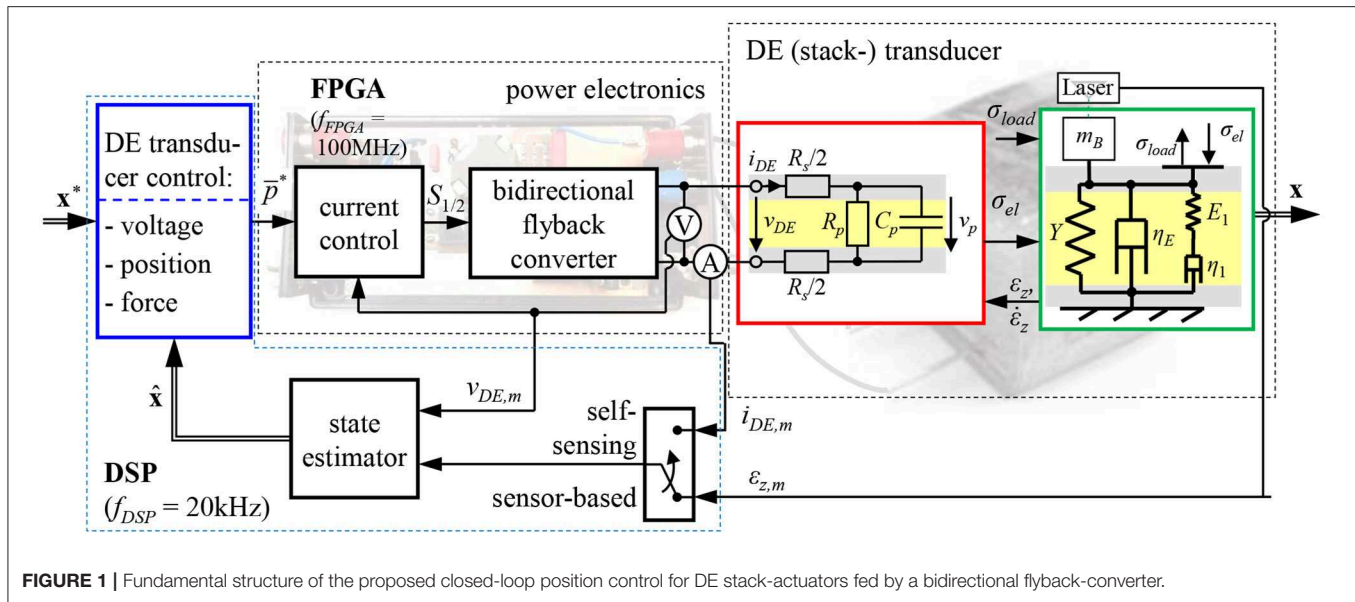 DE (stack-) transducer
FPGA
(f_FPGA =
100MHz)
power electronics
Laser
DE transdu-
cer control:
- voltage
- position
- force
x*
p̅*
current
control
S_1/2
bidirectional
flyback
converter
V
A
i_DE
R_s/2
v_DE
R_p
C_p
v_p
R_s/2
σ_load
σ_el
ε_z,
ε̇_z
m_B
σ_load
σ_el
Y
η_E
E_1
η_1
x
x̂
v_DE,m
state
estimator
self-
sensing
sensor-based
i_DE,m
ε_z,m
DSP
(f_DSP = 20kHz)
FIGURE 1 | Fundamental structure of the proposed closed-loop position control for DE stack-actuators fed by a bidirectional flyback-converter.